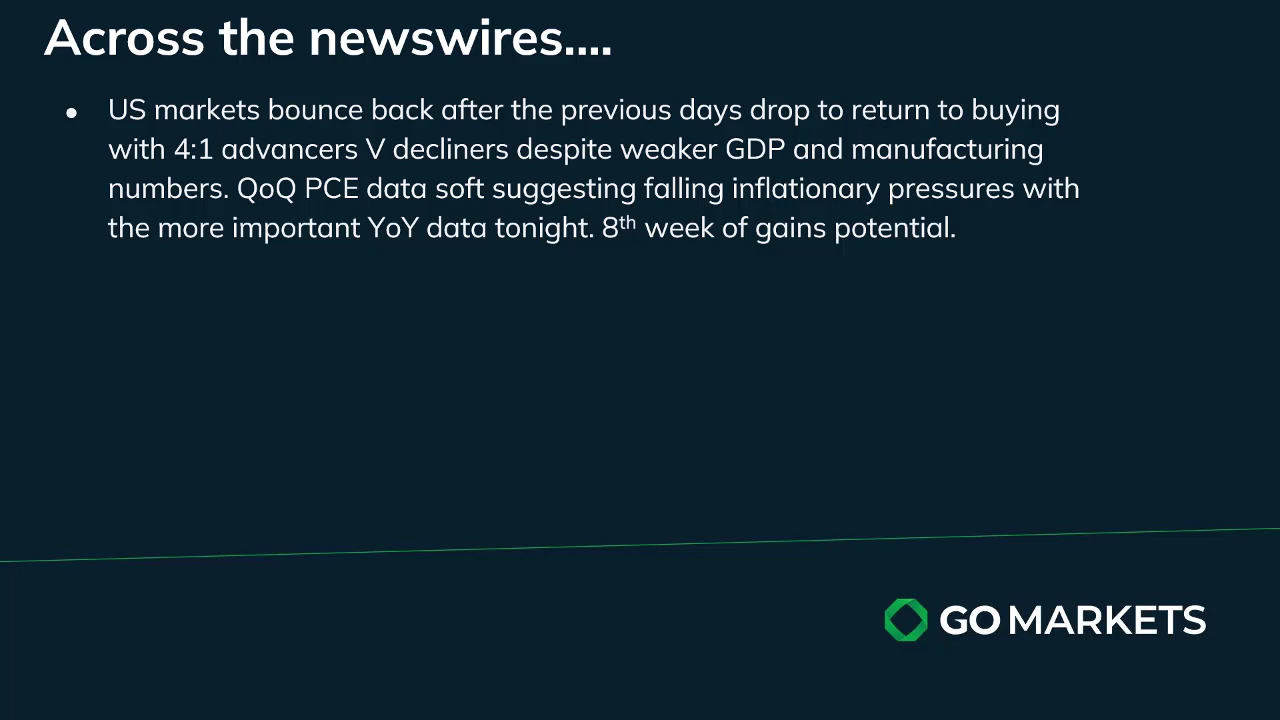 Across the newswires....
● US markets bounce back after the previous days drop to return to buying
with 4:1 advancers V decliners despite weaker GDP and manufacturing
numbers. QoQ PCE data soft suggesting falling inflationary pressures with
the more important YoY data tonight. 8th week of gains potential.
GO MARKETS